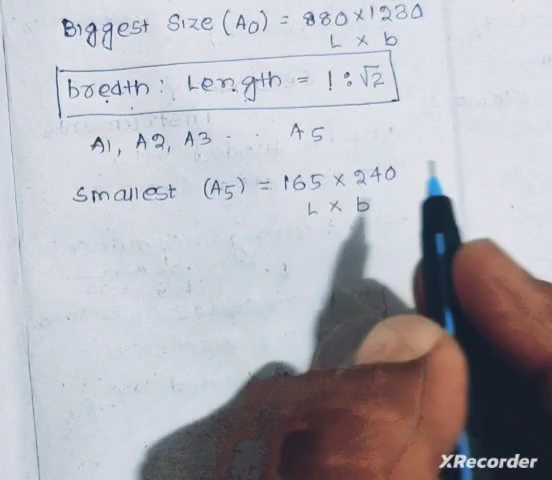 Biggest Size (A0) = 880 × 1230
L × b
breadth : Length = 1 : √2
A1, A2, A3 - - - A5
Smallest (A5) = 165 × 240
L × b
XRecorder